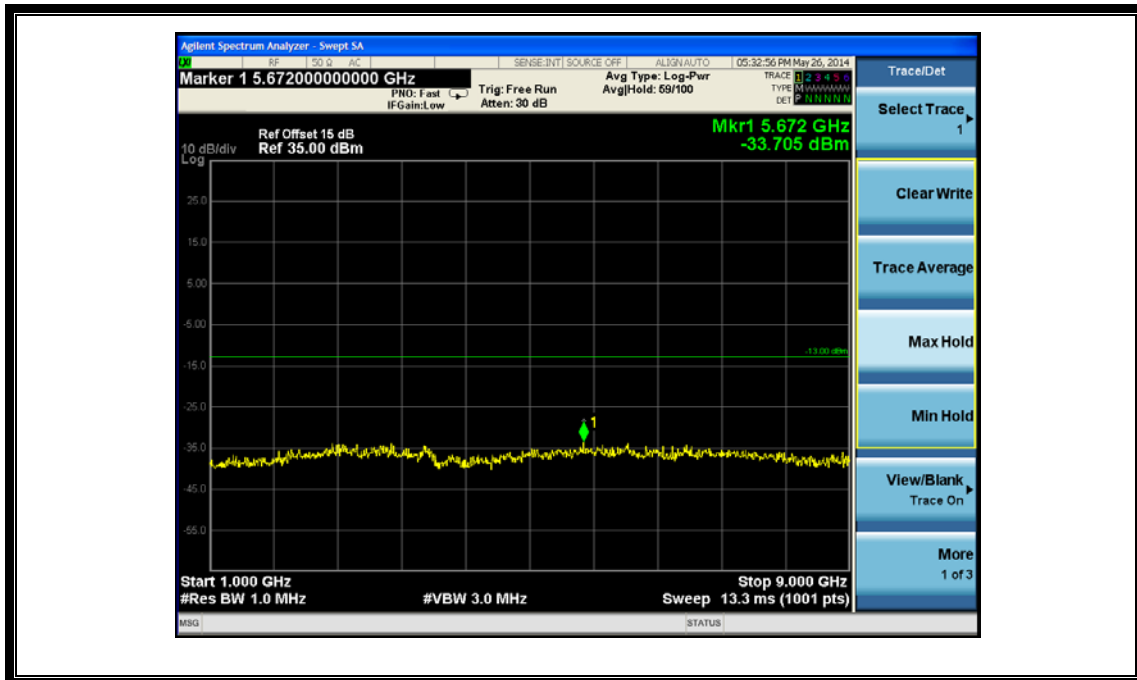 Agilent Spectrum Analyzer - Swept SA
RF 50 Ω AC SENSE:INT SOURCE OFF ALIGN AUTO 05:32:56 PM May 26, 2014
Marker 1 5.672000000000 GHz
PNO: Fast
IFGain:Low
Trig: Free Run
Atten: 30 dB
Avg Type: Log-Pwr
Avg|Hold: 59/100
TRACE 1 2 3 4 5 6
TYPE M
DET P N N N N N
Mkr1 5.672 GHz
-33.705 dBm
Ref Offset 15 dB
10 dB/div Ref 35.00 dBm
Log
25.0
15.0
5.00
-5.00
-13.00 dBm
-15.0
-25.0
1
-35.0
-45.0
-55.0
Start 1.000 GHz
Stop 9.000 GHz
#Res BW 1.0 MHz
#VBW 3.0 MHz
Sweep 13.3 ms (1001 pts)
MSG
STATUS
Trace/Det
Select Trace
1
Clear Write
Trace Average
Max Hold
Min Hold
View/Blank
Trace On
More
1 of 3